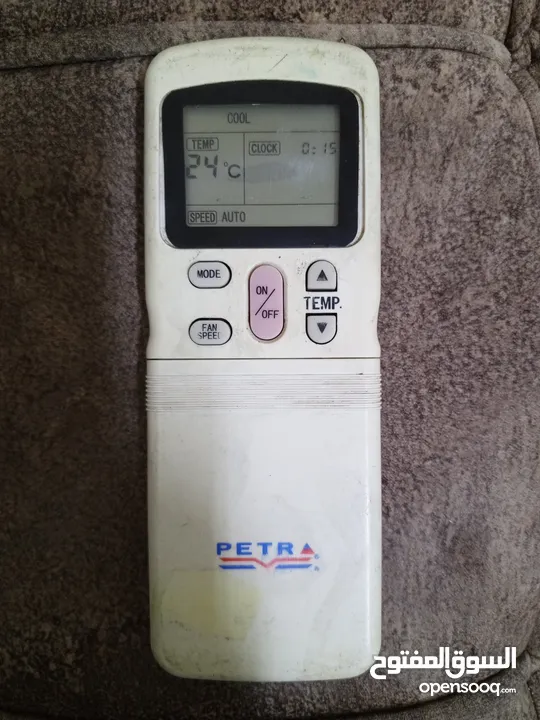 COOL
TEMP CLOCK 0:15
24°C
SPEED AUTO
MODE ON/OFF ▲
TEMP.
FAN SPEED ▼
PETRA
السوق المفتوح
opensooq.com